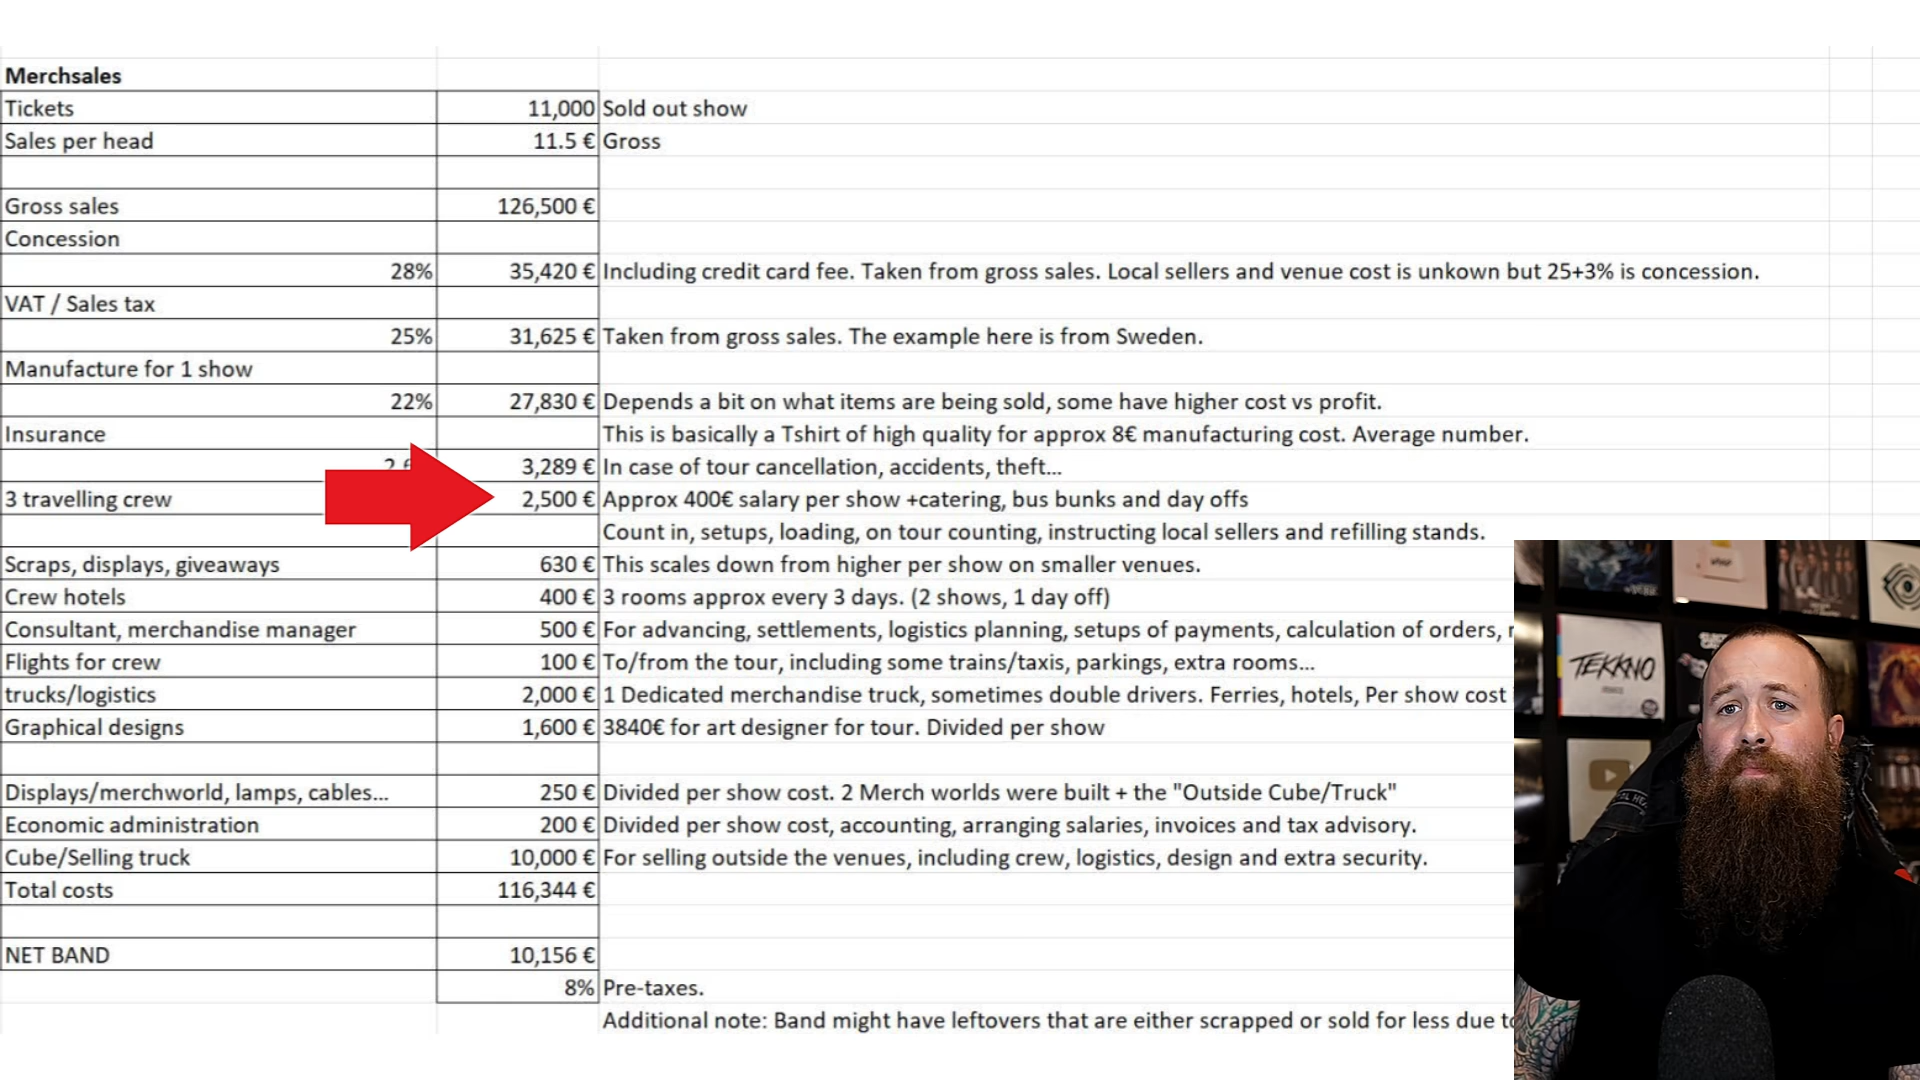 Merchsales
Tickets 11,000 Sold out show
Sales per head 11.5 € Gross
Gross sales 126,500 €
Concession
28% 35,420 € Including credit card fee. Taken from gross sales. Local sellers and venue cost is unkown but 25+3% is concession.
VAT / Sales tax
25% 31,625 € Taken from gross sales. The example here is from Sweden.
Manufacture for 1 show
22% 27,830 € Depends a bit on what items are being sold, some have higher cost vs profit.
Insurance This is basically a Tshirt of high quality for approx 8€ manufacturing cost. Average number.
3,289 € In case of tour cancellation, accidents, theft...
3 travelling crew 2,500 € Approx 400€ salary per show +catering, bus bunks and day offs
Count in, setups, loading, on tour counting, instructing local sellers and refilling stands.
Scraps, displays, giveaways 630 € This scales down from higher per show on smaller venues.
Crew hotels 400 € 3 rooms approx every 3 days. (2 shows, 1 day off)
Consultant, merchandise manager 500 € For advancing, settlements, logistics planning, setups of payments, calculation of orders,
Flights for crew 100 € To/from the tour, including some trains/taxis, parkings, extra rooms...
trucks/logistics 2,000 € 1 Dedicated merchandise truck, sometimes double drivers. Ferries, hotels, Per show cost
Graphical designs 1,600 € 3840€ for art designer for tour. Divided per show
Displays/merchworld, lamps, cables... 250 € Divided per show cost. 2 Merch worlds were built + the "Outside Cube/Truck"
Economic administration 200 € Divided per show cost, accounting, arranging salaries, invoices and tax advisory.
Cube/Selling truck 10,000 € For selling outside the venues, including crew, logistics, design and extra security.
Total costs 116,344 €
NET BAND 10,156 €
8% Pre-taxes.
Additional note: Band might have leftovers that are either scrapped or sold for less due
TEKKNO